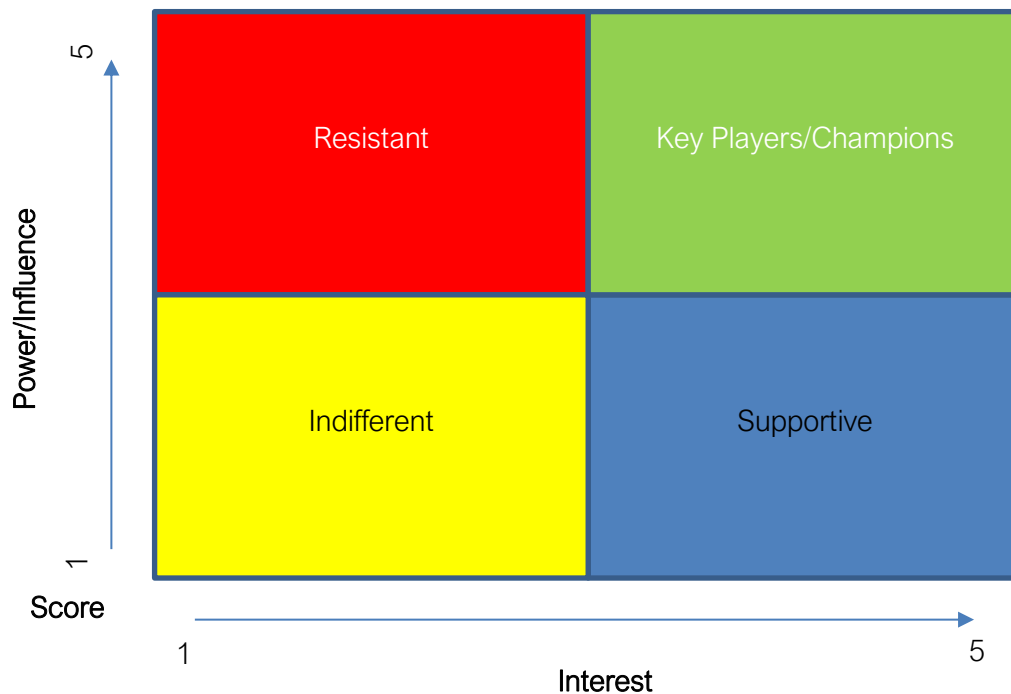 5
Resistant
Key Players/Champions
Power/Influence
Indifferent
Supportive
1
Score
1
5
Interest